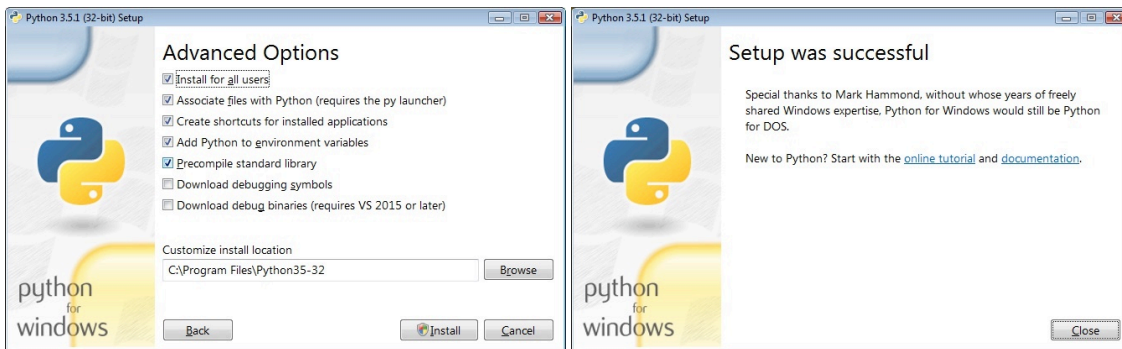 Python 3.5.1 (32-bit) Setup
Advanced Options
Install for all users
Associate files with Python (requires the py launcher)
Create shortcuts for installed applications
Add Python to environment variables
Precompile standard library
Download debugging symbols
Download debug binaries (requires VS 2015 or later)
Customize install location
C:\Program Files\Python35-32
Browse
python
for
windows
Back
Install
Cancel
Python 3.5.1 (32-bit) Setup
Setup was successful
Special thanks to Mark Hammond, without whose years of freely
shared Windows expertise, Python for Windows would still be Python
for DOS.
New to Python? Start with the online tutorial and documentation.
python
for
windows
Close